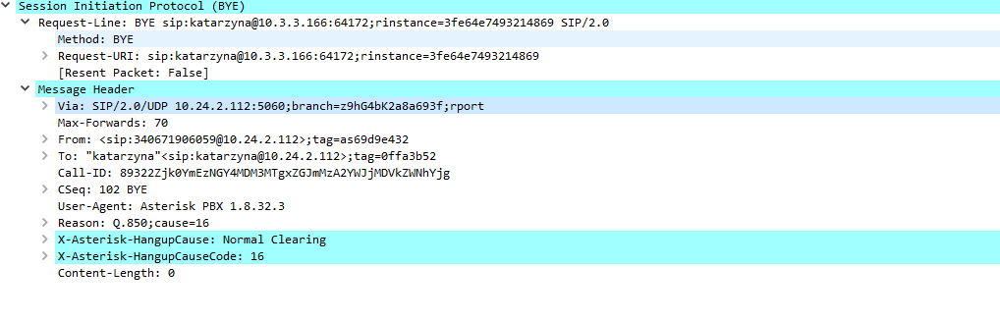 Session Initiation Protocol (BYE)
Request-Line: BYE sip:katarzyna@10.3.3.166:64172;rinstance=3fe64e7493214869 SIP/2.0
Method: BYE
Request-URI: sip:katarzyna@10.3.3.166:64172;rinstance=3fe64e7493214869
[Resent Packet: False]
Message Header
Via: SIP/2.0/UDP 10.24.2.112:5060;branch=z9hG4bK2a8a693f;rport
Max-Forwards: 70
From: <sip:340671906059@10.24.2.112>;tag=as69d9e432
To: "katarzyna"<sip:katarzyna@10.24.2.112>;tag=0ffa3b52
Call-ID: 89322Zjk0YmEzNGY4MDM3MTgxZGJmMzA2YWJjMDVkZWNhYjg
CSeq: 102 BYE
User-Agent: Asterisk PBX 1.8.32.3
Reason: Q.850;cause=16
X-Asterisk-HangupCause: Normal Clearing
X-Asterisk-HangupCauseCode: 16
Content-Length: 0